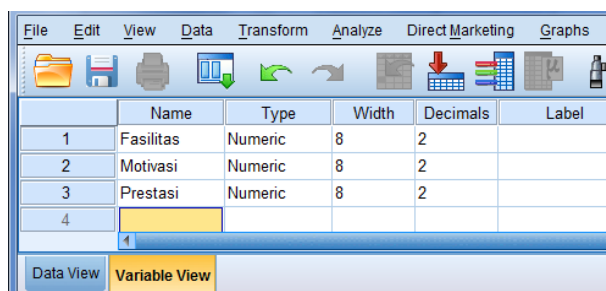 File Edit View Data Transform Analyze Direct Marketing Graphs
Name Type Width Decimals Label
1 Fasilitas Numeric 8 2
2 Motivasi Numeric 8 2
3 Prestasi Numeric 8 2
4
Data View Variable View